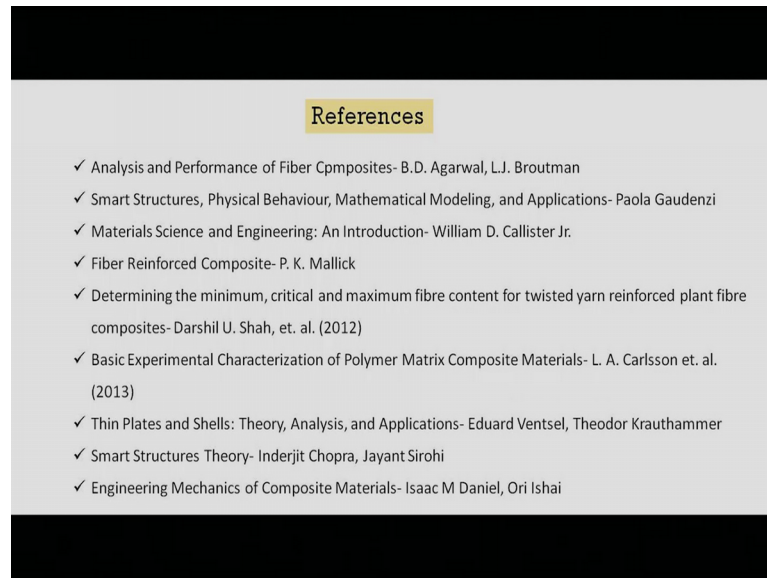 References
✓ Analysis and Performance of Fiber Cpmposites- B.D. Agarwal, L.J. Broutman
✓ Smart Structures, Physical Behaviour, Mathematical Modeling, and Applications- Paola Gaudenzi
✓ Materials Science and Engineering: An Introduction- William D. Callister Jr.
✓ Fiber Reinforced Composite- P. K. Mallick
✓ Determining the minimum, critical and maximum fibre content for twisted yarn reinforced plant fibre
composites- Darshil U. Shah, et. al. (2012)
✓ Basic Experimental Characterization of Polymer Matrix Composite Materials- L. A. Carlsson et. al.
(2013)
✓ Thin Plates and Shells: Theory, Analysis, and Applications- Eduard Ventsel, Theodor Krauthammer
✓ Smart Structures Theory- Inderjit Chopra, Jayant Sirohi
✓ Engineering Mechanics of Composite Materials- Isaac M Daniel, Ori Ishai